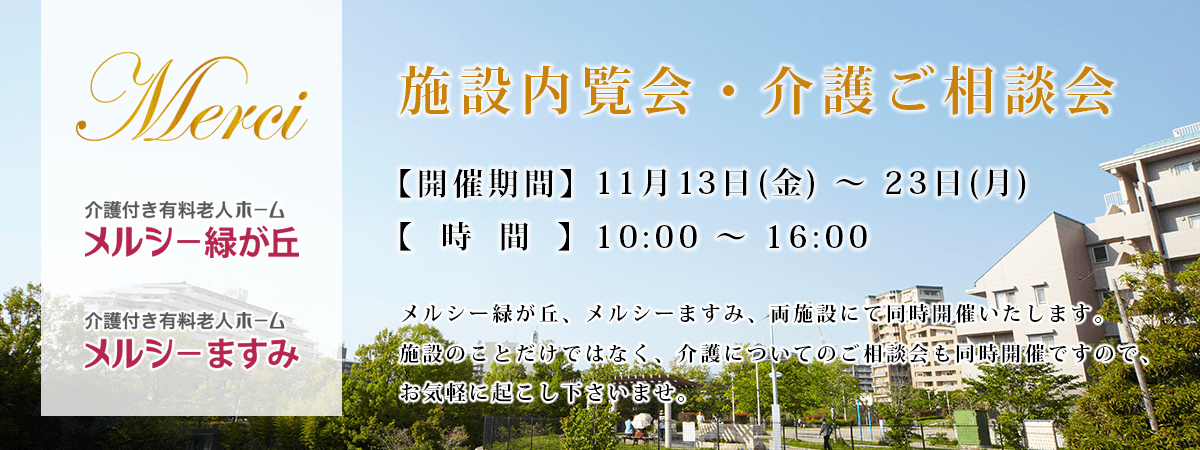 Merci
介護付き有料老人ホーム
メルシー緑が丘
介護付き有料老人ホーム
メルシーますみ
施設内覧会・介護ご相談会
【開催期間】11月13日(金) ～ 23日(月)
【 時 間 】10:00 ～ 16:00
メルシー緑が丘、メルシーますみ、両施設にて同時開催いたします。
施設のことだけではなく、介護についてのご相談会も同時開催ですので、
お気軽に起こし下さいませ。